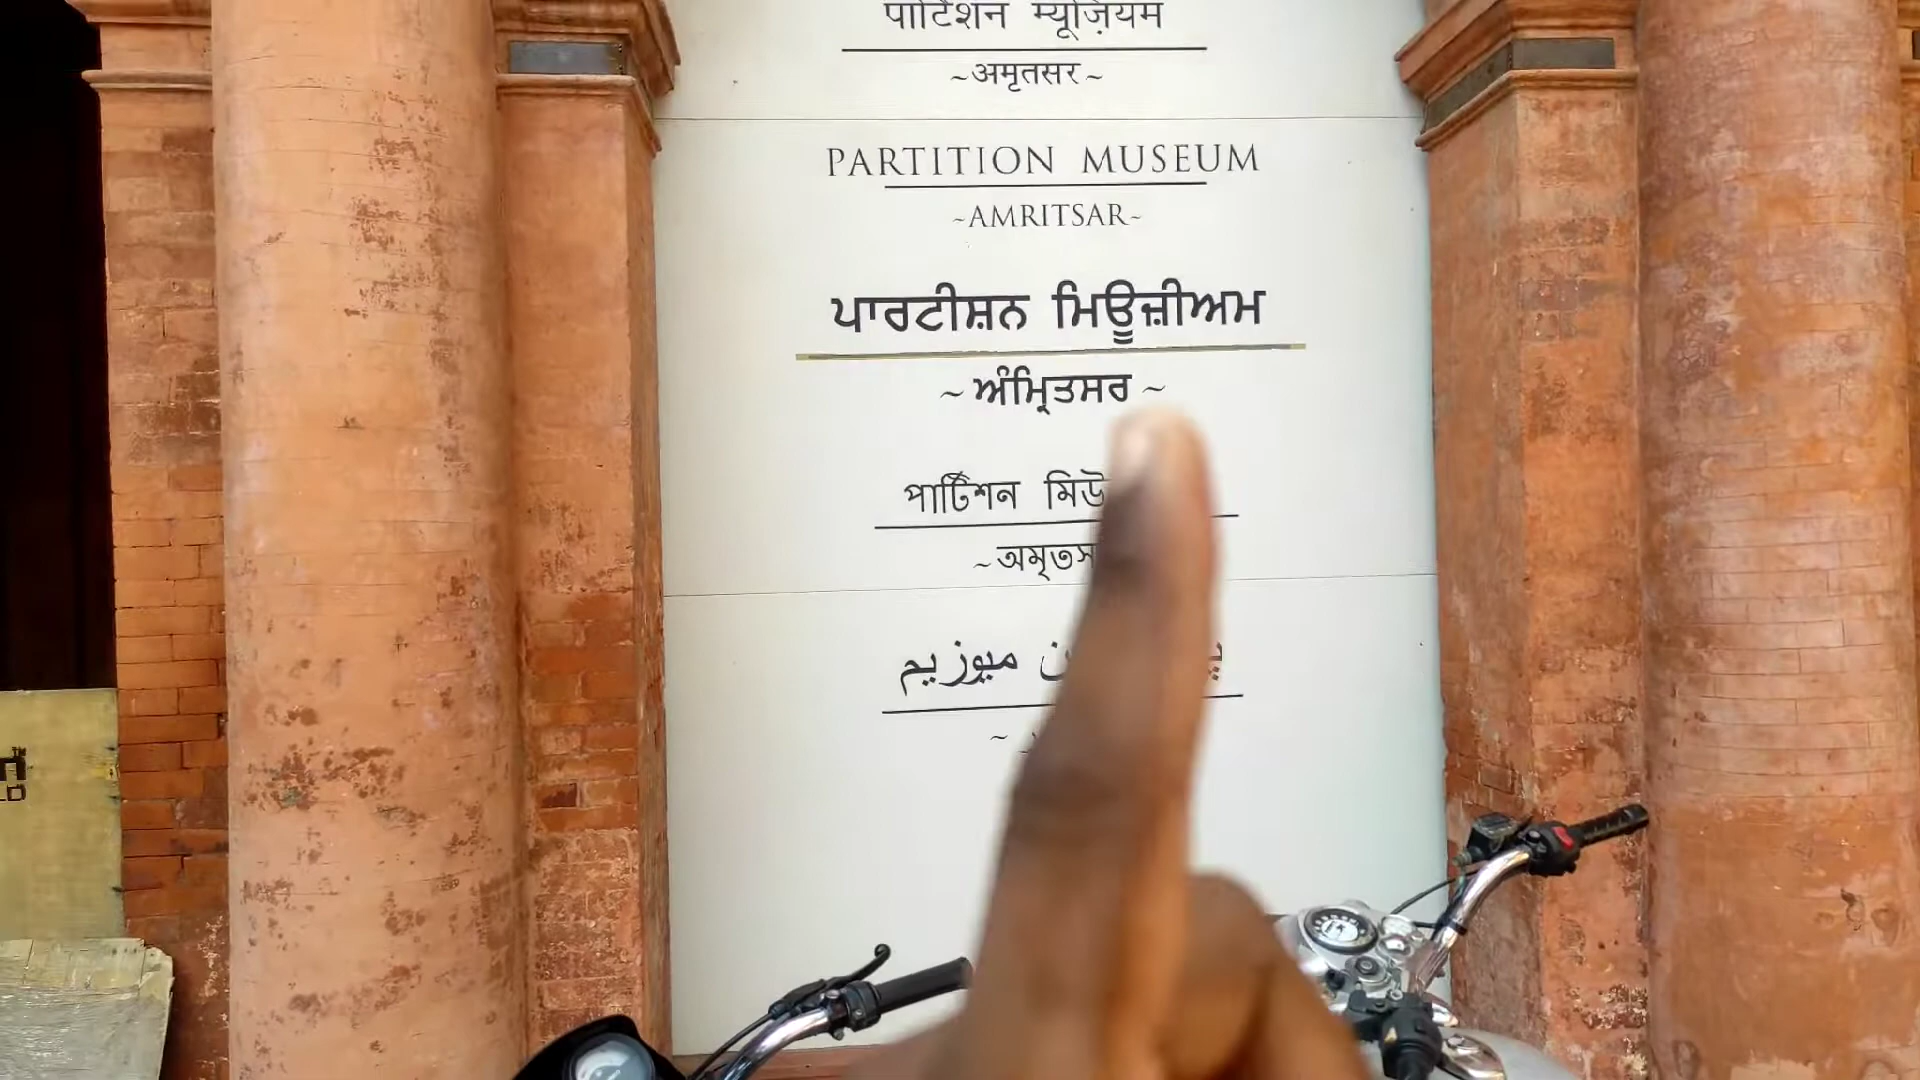 पार्टिशन म्यूज़ियम
~अमृतसर~
PARTITION MUSEUM
~AMRITSAR~
ਪਾਰਟੀਸ਼ਨ ਮਿਊਜ਼ੀਅਮ
~ਅੰਮ੍ਰਿਤਸਰ~
পার্টিশন
میوزیم